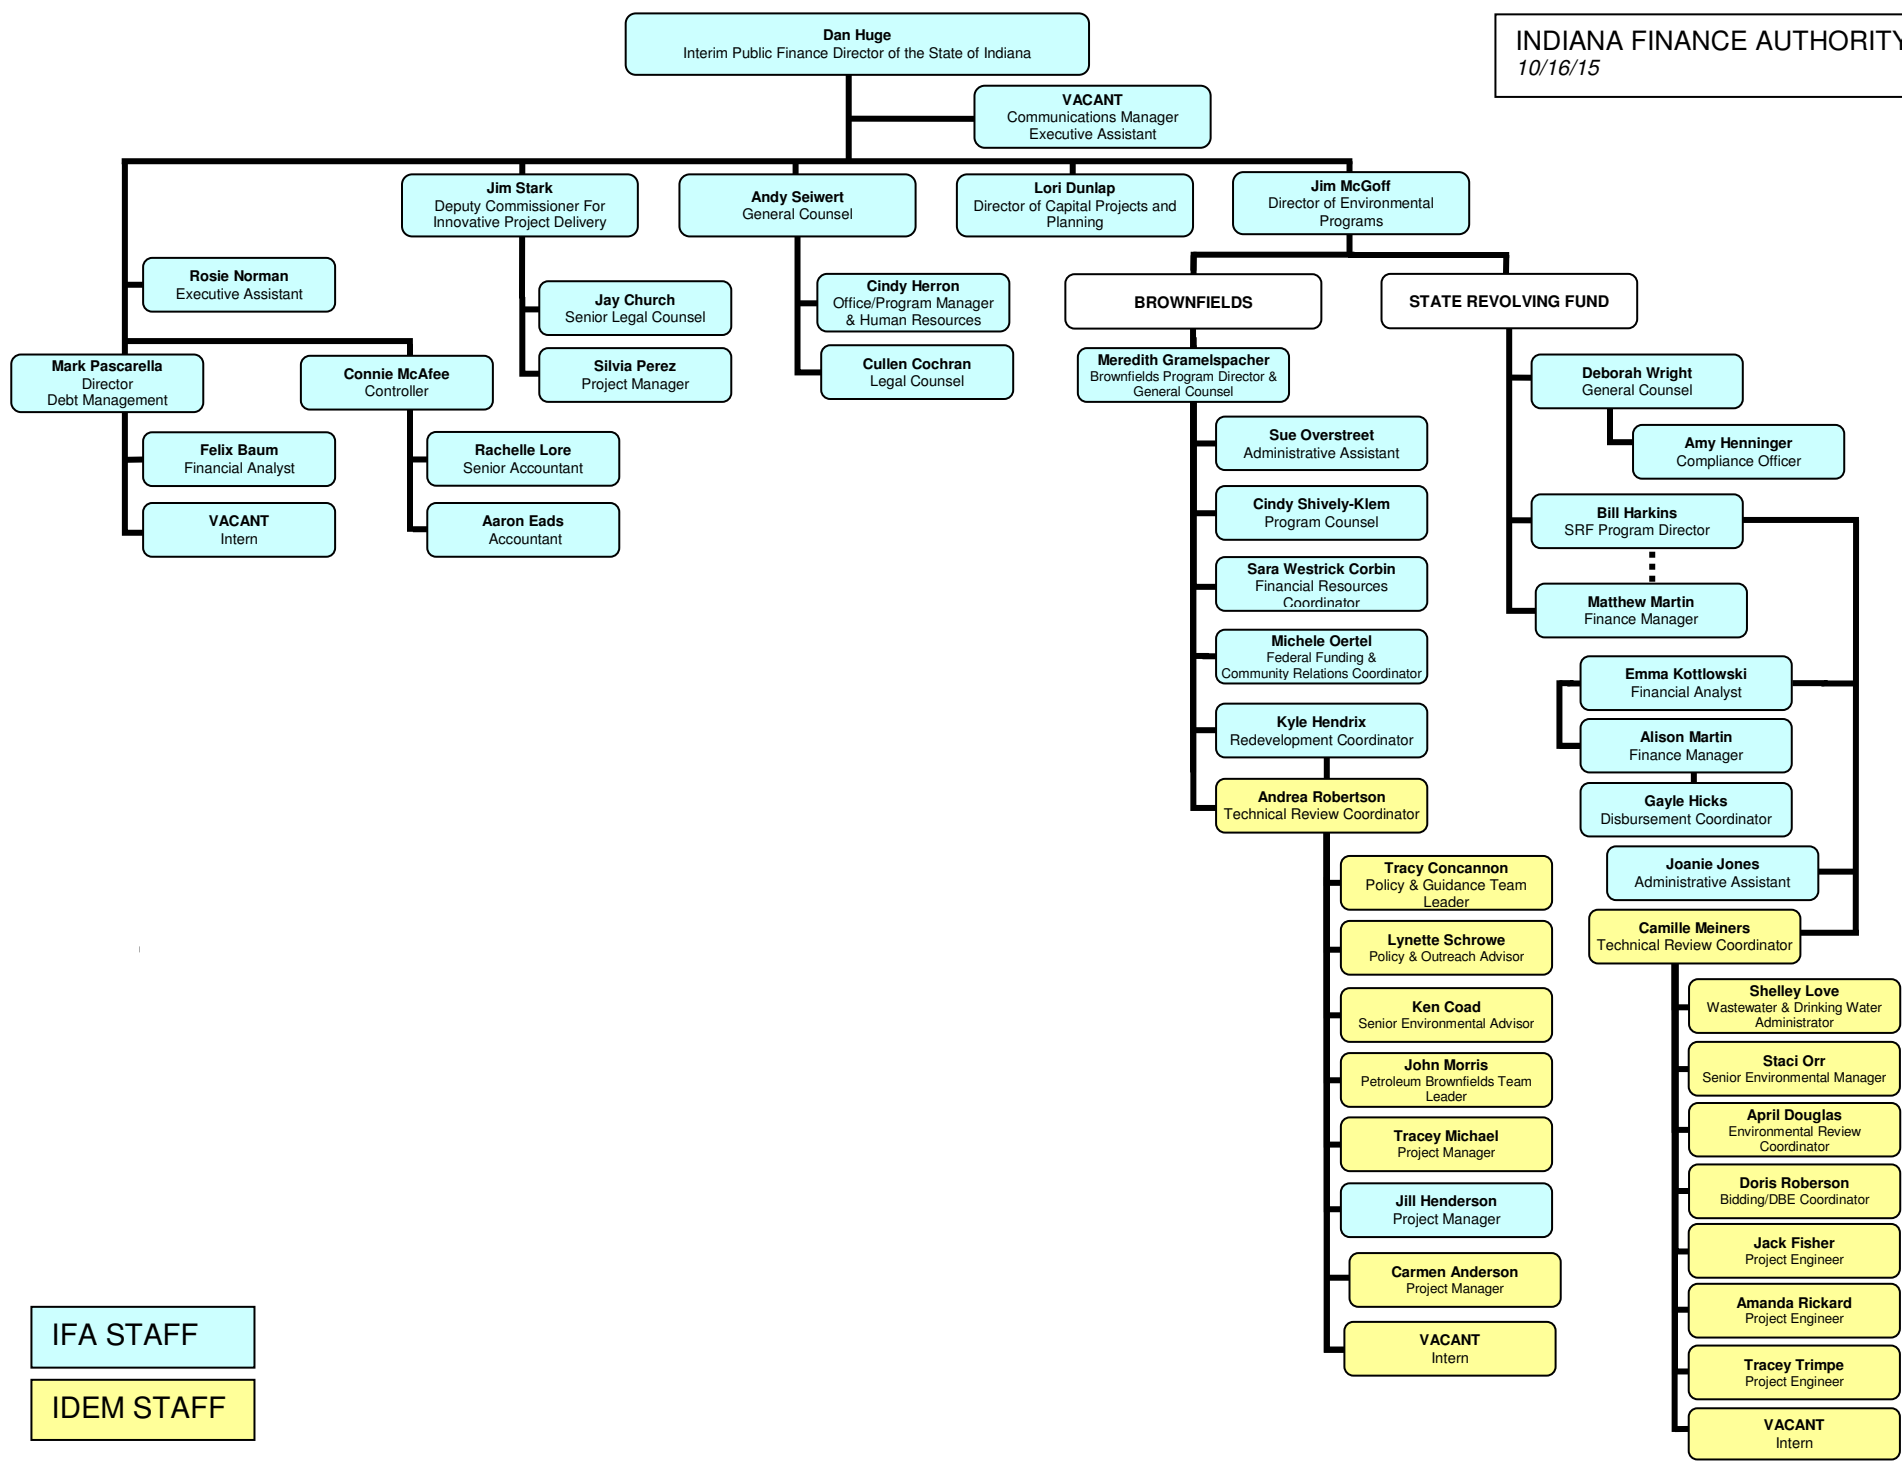 Dan Huge
Interim Public Finance Director of the State of Indiana
INDIANA FINANCE AUTHORITY
10/16/15
VACANT
Communications Manager
Executive Assistant
Jim Stark
Deputy Commissioner For
Innovative Project Delivery
Andy Seiwert
General Counsel
Lori Dunlap
Director of Capital Projects and
Planning
Jim McGoff
Director of Environmental
Programs
Rosie Norman
Executive Assistant
Jay Church
Senior Legal Counsel
Silvia Perez
Project Manager
Cindy Herron
Office/Program Manager
& Human Resources
Cullen Cochran
Legal Counsel
BROWNFIELDS
STATE REVOLVING FUND
Mark Pascarella
Director
Debt Management
Connie McAfee
Controller
Felix Baum
Financial Analyst
VACANT
Intern
Rachelle Lore
Senior Accountant
Aaron Eads
Accountant
Meredith Gramelspacher
Brownfields Program Director &
General Counsel
Sue Overstreet
Administrative Assistant
Cindy Shively-Klem
Program Counsel
Sara Westrick Corbin
Financial Resources
Coordinator
Michele Oertel
Federal Funding &
Community Relations Coordinator
Kyle Hendrix
Redevelopment Coordinator
Andrea Robertson
Technical Review Coordinator
Tracy Concannon
Policy & Guidance Team
Leader
Lynette Schrowe
Policy & Outreach Advisor
Ken Coad
Senior Environmental Advisor
John Morris
Petroleum Brownfields Team
Leader
Tracey Michael
Project Manager
Jill Henderson
Project Manager
Carmen Anderson
Project Manager
VACANT
Intern
Deborah Wright
General Counsel
Amy Henninger
Compliance Officer
Bill Harkins
SRF Program Director
Matthew Martin
Finance Manager
Emma Kottlowski
Financial Analyst
Alison Martin
Finance Manager
Gayle Hicks
Disbursement Coordinator
Joanie Jones
Administrative Assistant
Camille Meiners
Technical Review Coordinator
Shelley Love
Wastewater & Drinking Water
Administrator
Staci Orr
Senior Environmental Manager
April Douglas
Environmental Review
Coordinator
Doris Roberson
Bidding/DBE Coordinator
Jack Fisher
Project Engineer
Amanda Rickard
Project Engineer
Tracey Trimpe
Project Engineer
VACANT
Intern
IFA STAFF
IDEM STAFF